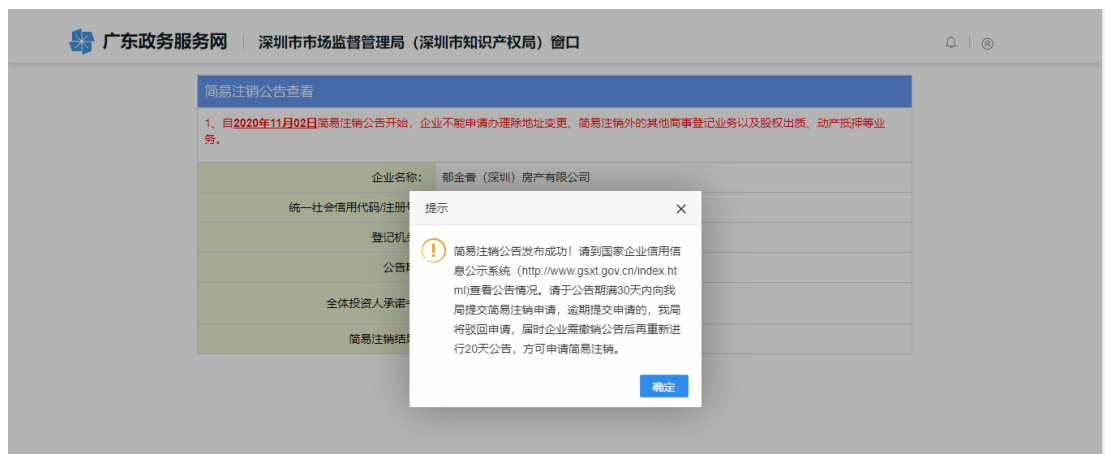 广东政务服务网 深圳市市场监督管理局（深圳市知识产权局）窗口
简易注销公告查看
1、自2020年11月02日简易注销公告开始，企业不能申请办理除地址变更、简易注销外的其他商事登记业务以及股权出质、动产抵押等业
务。
企业名称： 郁金香（深圳）房产有限公司
统一社会信用代码/注册号
登记机关
公告期
全体投资人承诺书
简易注销结果
提示
简易注销公告发布成功！请到国家企业信用信
息公示系统（http://www.gsxt.gov.cn/index.ht
ml)查看公告情况。请于公告期满30天内向我
局提交简易注销申请，逾期提交申请的，我局
将驳回申请，届时企业需撤销公告后再重新进
行20天公告，方可申请简易注销。
确定